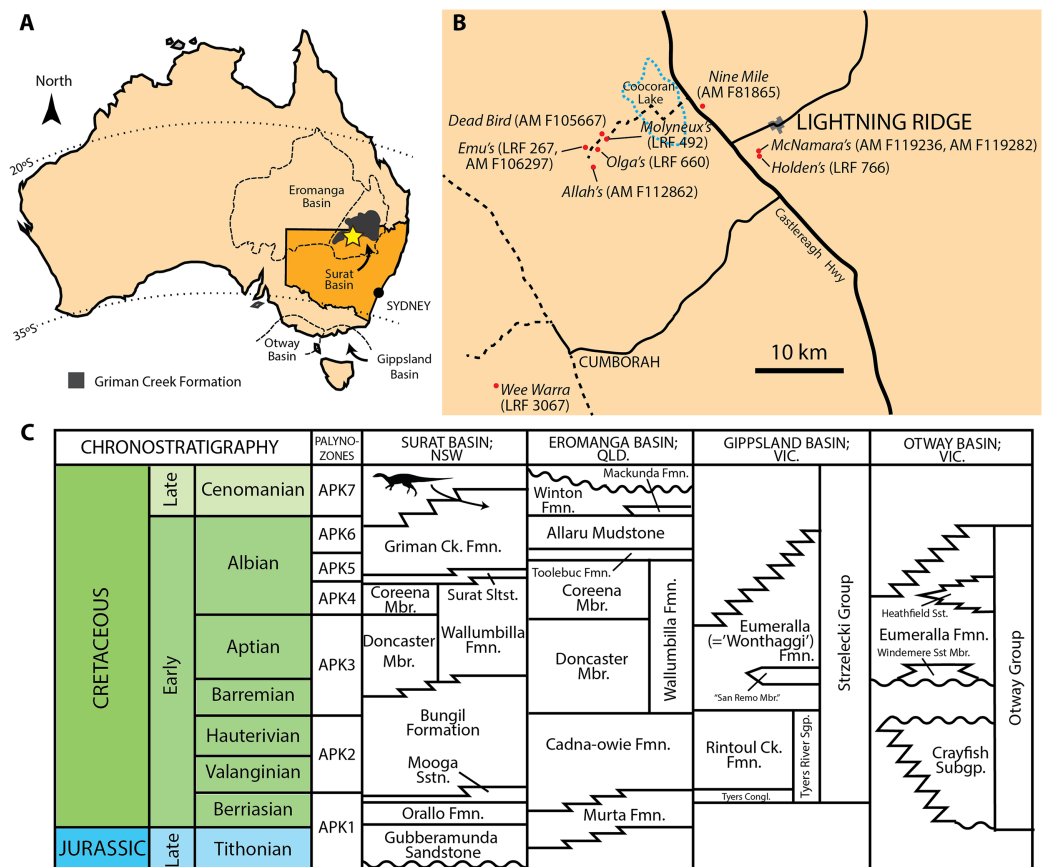 A
North
20ºS
Eromanga
Basin
Surat
Basin
SYDNEY
35ºS
Otway
Basin
Gippsland
Basin
Griman Creek Formation
B
Nine Mile
(AM F81865)
Coocoran
Lake
LIGHTNING RIDGE
Dead Bird (AM F105667)
Molyneux's
(LRF 492)
Emu's (LRF 267,
AM F106297)
Olga's (LRF 660)
Allah's (AM F112862)
McNamara's (AM F119236, AM F119282)
Holden's (LRF 766)
Castlereagh Hwy
CUMBORAH
10 km
Wee Warra
(LRF 3067)
C
CHRONOSTRATIGRAPHY
PALYNO-
ZONES
SURAT BASIN;
NSW
EROMANGA BASIN;
QLD.
GIPPSLAND BASIN;
VIC.
OTWAY BASIN;
VIC.
CRETACEOUS
JURASSIC
Late
Early
Late
Cenomanian
Albian
Aptian
Barremian
Hauterivian
Valanginian
Berriasian
Tithonian
APK7
APK6
APK5
APK4
APK3
APK2
APK1
Griman Ck. Fmn.
Coreena
Mbr.
Surat Sltst.
Doncaster
Mbr.
Wallumbilla
Fmn.
Bungil
Formation
Mooga
Sstn.
Orallo Fmn.
Gubberamunda
Sandstone
Mackunda Fmn.
Winton
Fmn.
Allaru Mudstone
Toolebuc Fmn.
Coreena
Mbr.
Doncaster
Mbr.
Wallumbilla Fmn.
Cadna-owie Fmn.
Murta Fmn.
Eumeralla
(='Wonthaggi')
Fmn.
"San Remo Mbr."
Rintoul Ck.
Fmn.
Tyers River Sgp.
Tyers Congl.
Strzelecki Group
Heathfield Sst.
Eumeralla Fmn.
Windemere Sst Mbr.
Crayfish
Subgp.
Otway Group